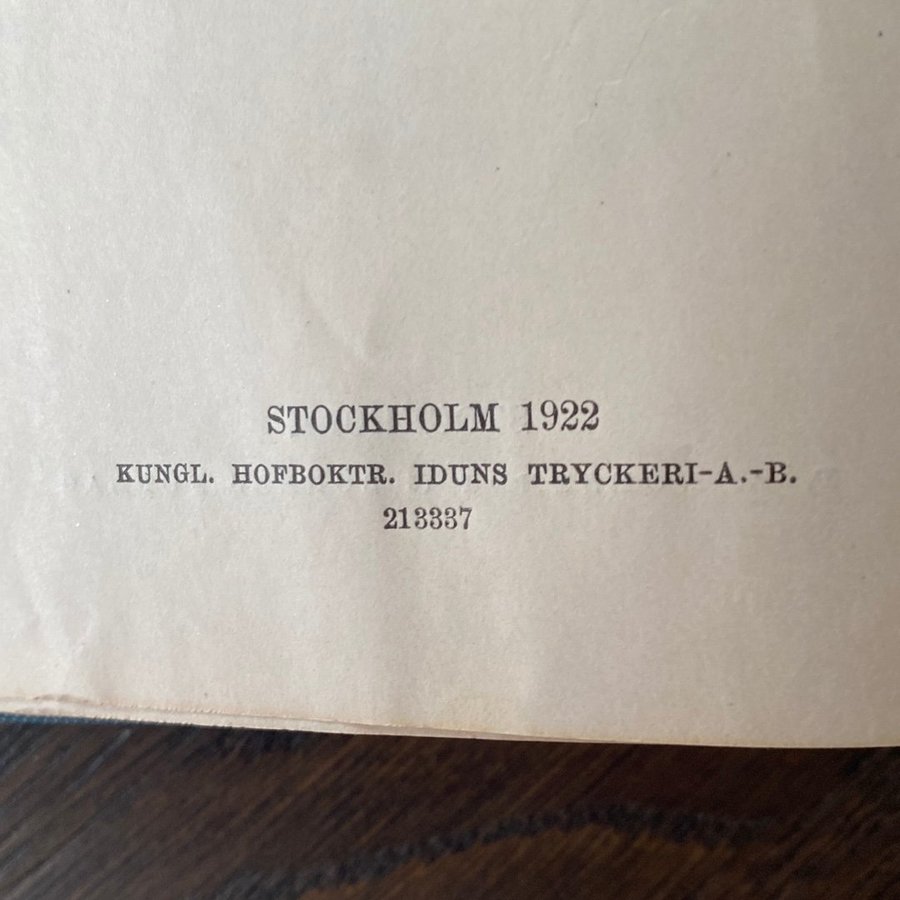 STOCKHOLM 1922
KUNGL. HOFBOKTR. IDUNS TRYCKERI-A.-B.
213337